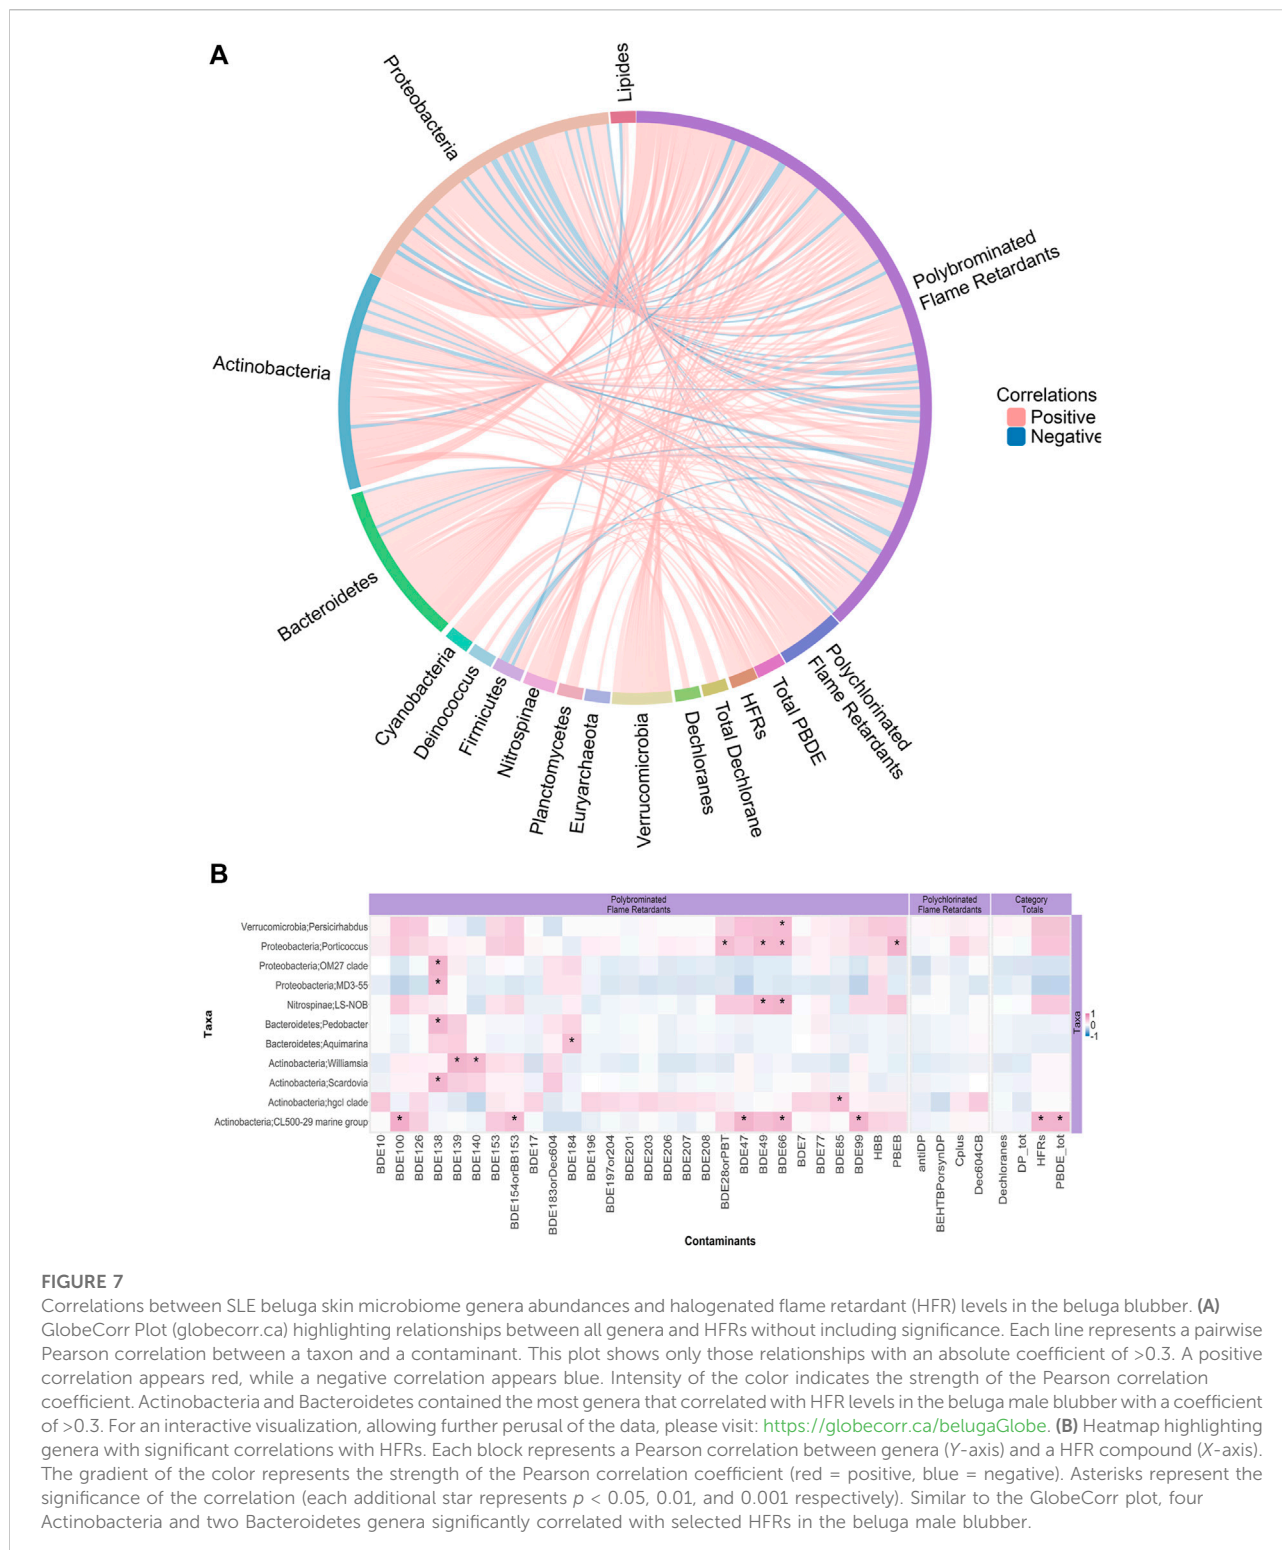 A
Lipides
Proteobacteria
Polybrominated
Flame Retardants
Actinobacteria
Correlations
Positive
Negative
Bacteroidetes
Cyanobacteria
Deinococcus
Firmicutes
Nitrospinae
Planctomycetes
Euryarchaeota
Verrucomicrobia
Dechloranes
Total Dechlorane
HFRs
Total PBDE
Polychlorinated
Flame Retardants
B
Polybrominated
Flame Retardants
Polychlorinated
Flame Retardants
Category
Totals
Verrucomicrobia;Persicirhabdus *
Proteobacteria;Porticoccus * * * *
Proteobacteria;OM27 clade *
Proteobacteria;MD3-55 *
Nitrospinae;LS-NOB * *
Bacteroidetes;Pedobacter *
Bacteroidetes;Aquimarina *
Actinobacteria;Williamsia * *
Actinobacteria;Scardovia *
Actinobacteria;hgcl clade *
Actinobacteria;CL500-29 marine group * * * * * * *
Taxa
Taxa
1
0
-1
BDE10
BDE100
BDE126
BDE138
BDE139
BDE140
BDE153
BDE154orBB153
BDE17
BDE183orDec604
BDE184
BDE196
BDE197or204
BDE201
BDE203
BDE206
BDE207
BDE208
BDE28orPBT
BDE47
BDE49
BDE66
BDE7
BDE77
BDE85
BDE99
HBB
PBEB
antiDP
BEHTBPorsynDP
Cplus
Dec604CB
Dechloranes
DP_tot
HFRs
PBDE_tot
Contaminants
FIGURE 7
Correlations between SLE beluga skin microbiome genera abundances and halogenated flame retardant (HFR) levels in the beluga blubber. (A)
GlobeCorr Plot (globecorr.ca) highlighting relationships between all genera and HFRs without including significance. Each line represents a pairwise
Pearson correlation between a taxon and a contaminant. This plot shows only those relationships with an absolute coefficient of >0.3. A positive
correlation appears red, while a negative correlation appears blue. Intensity of the color indicates the strength of the Pearson correlation
coefficient. Actinobacteria and Bacteroidetes contained the most genera that correlated with HFR levels in the beluga male blubber with a coefficient
of >0.3. For an interactive visualization, allowing further perusal of the data, please visit: https://globecorr.ca/belugaGlobe. (B) Heatmap highlighting
genera with significant correlations with HFRs. Each block represents a Pearson correlation between genera (Y-axis) and a HFR compound (X-axis).
The gradient of the color represents the strength of the Pearson correlation coefficient (red = positive, blue = negative). Asterisks represent the
significance of the correlation (each additional star represents p < 0.05, 0.01, and 0.001 respectively). Similar to the GlobeCorr plot, four
Actinobacteria and two Bacteroidetes genera significantly correlated with selected HFRs in the beluga male blubber.